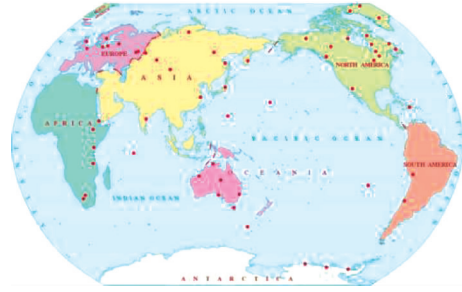 ARCTIC OCEAN
EUROPE
ASIA
NORTH AMERICA
AFRICA
PACIFIC OCEAN
SOUTH AMERICA
OCEANIA
INDIAN OCEAN
ANTARCTICA